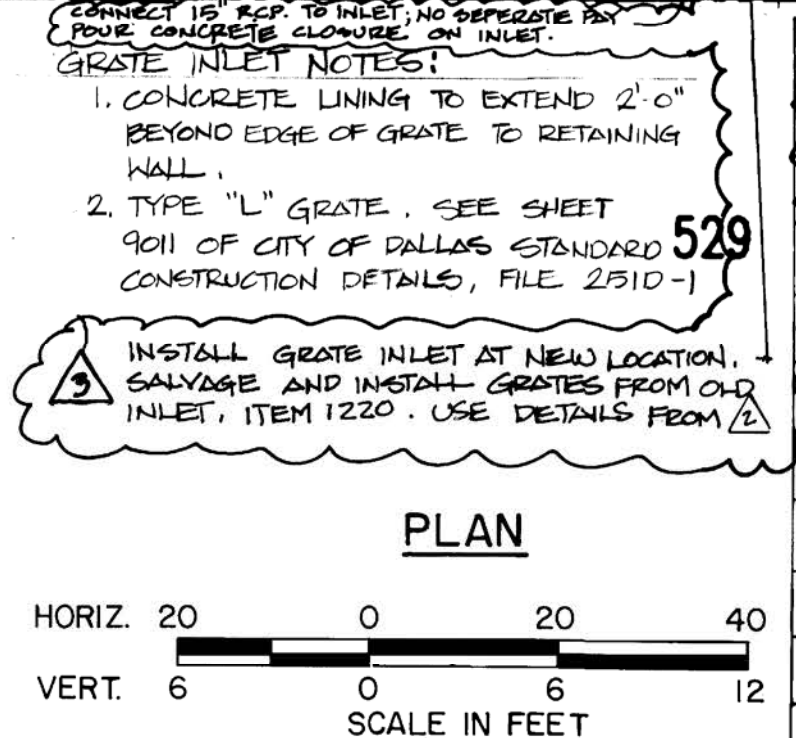 CONNECT 15" RCP. TO INLET; NO SEPERATE PAY
POUR CONCRETE CLOSURE ON INLET.
GRATE INLET NOTES:
1. CONCRETE LINING TO EXTEND 2'-0"
BEYOND EDGE OF GRATE TO RETAINING
WALL.
2. TYPE "L" GRATE. SEE SHEET
9011 OF CITY OF DALLAS STANDARD 529
CONSTRUCTION DETAILS, FILE 251D-1
3 INSTALL GRATE INLET AT NEW LOCATION.
SALVAGE AND INSTALL GRATES FROM OLD
INLET, ITEM 1220. USE DETAILS FROM 2
PLAN
HORIZ. 20 0 20 40
VERT. 6 0 6 12
SCALE IN FEET